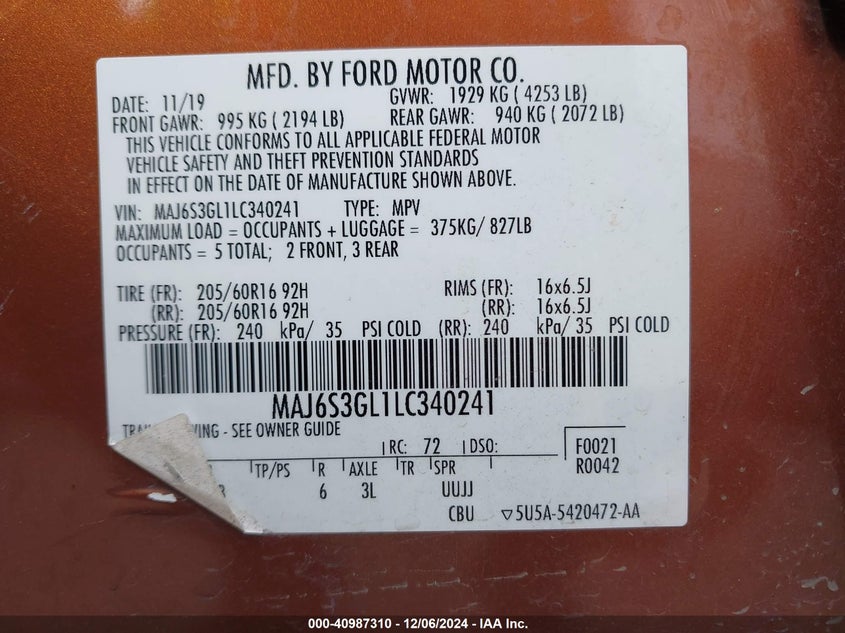 MFD. BY FORD MOTOR CO.
DATE: 11/19 GVWR: 1929 KG ( 4253 LB)
FRONT GAWR: 995 KG ( 2194 LB) REAR GAWR: 940 KG ( 2072 LB)
THIS VEHICLE CONFORMS TO ALL APPLICABLE FEDERAL MOTOR
VEHICLE SAFETY AND THEFT PREVENTION STANDARDS
IN EFFECT ON THE DATE OF MANUFACTURE SHOWN ABOVE.
VIN: MAJ6S3GL1LC340241 TYPE: MPV
MAXIMUM LOAD = OCCUPANTS + LUGGAGE = 375KG/ 827LB
OCCUPANTS = 5 TOTAL; 2 FRONT, 3 REAR
TIRE (FR): 205/60R16 92H RIMS (FR): 16x6.5J
(RR): 205/60R16 92H (RR): 16x6.5J
PRESSURE (FR): 240 kPa/ 35 PSI COLD (RR): 240 kPa/ 35 PSI COLD
MAJ6S3GL1LC340241
- SEE OWNER GUIDE
RC: 72 DSO: F0021
R0042
TP/PS R AXLE TR SPR
6 3L UUJJ
CBU 5U5A-5420472-AA
000-40987310 - 12/06/2024 - IAA Inc.